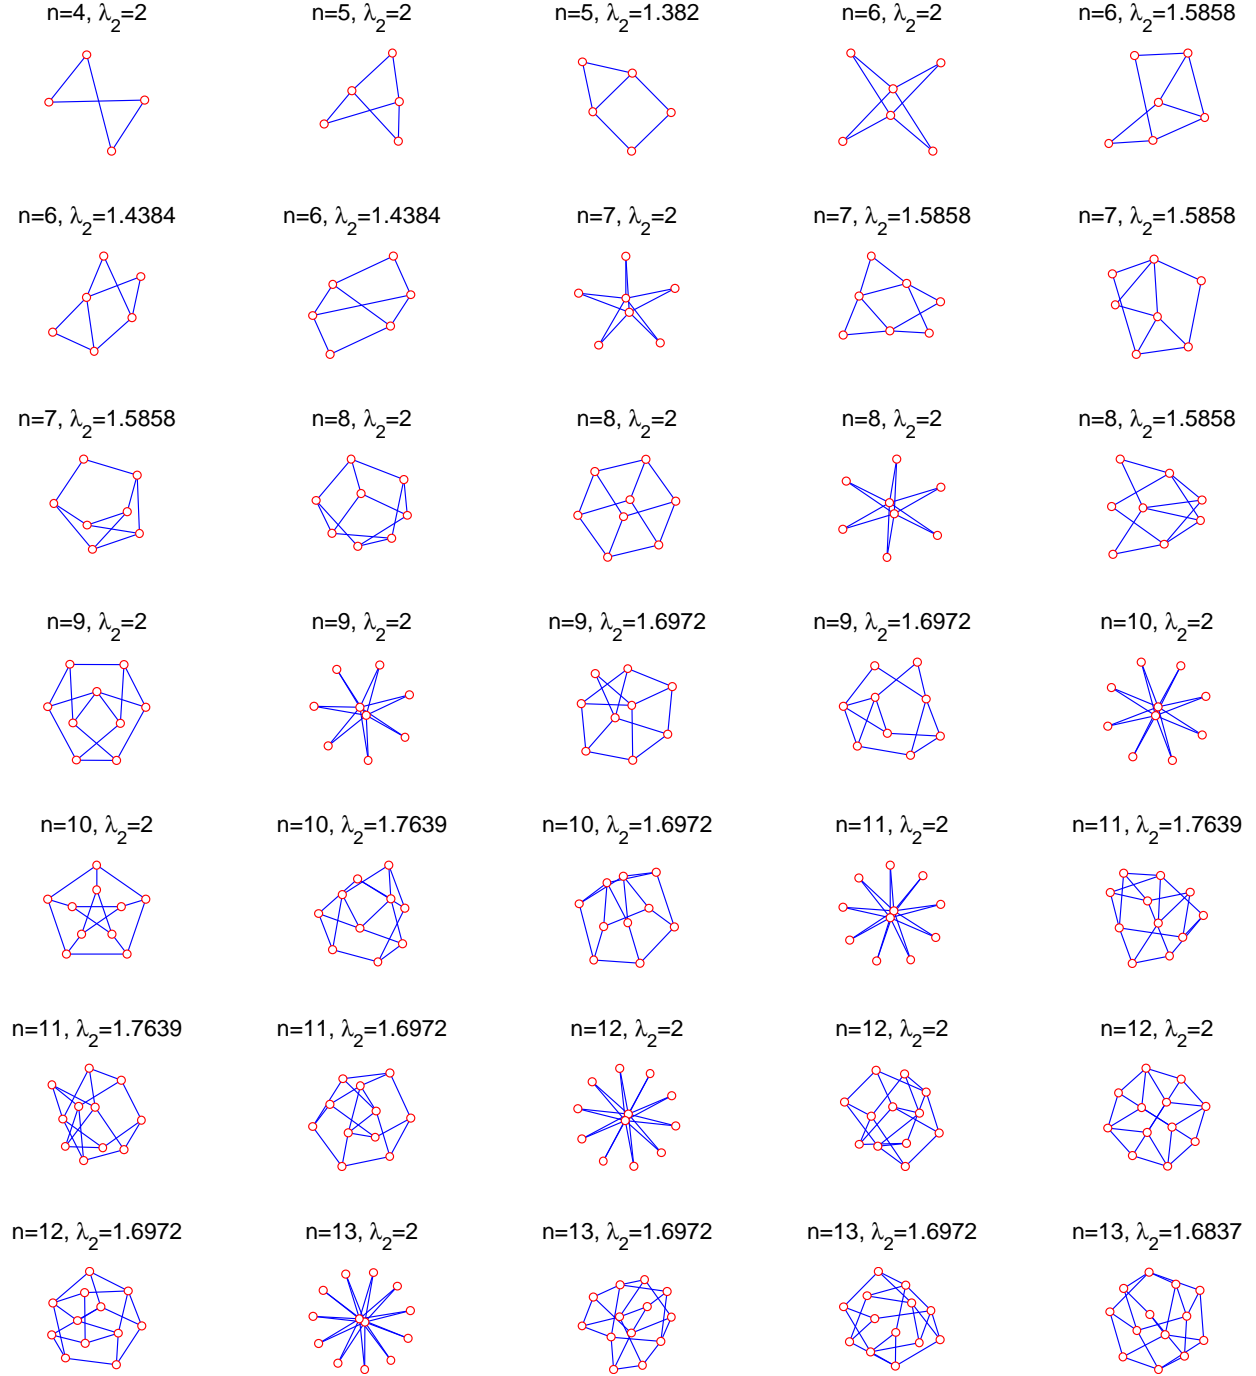 n=4, λ₂=2
n=5, λ₂=2
n=5, λ₂=1.382
n=6, λ₂=2
n=6, λ₂=1.5858
n=6, λ₂=1.4384
n=6, λ₂=1.4384
n=7, λ₂=2
n=7, λ₂=1.5858
n=7, λ₂=1.5858
n=7, λ₂=1.5858
n=8, λ₂=2
n=8, λ₂=2
n=8, λ₂=2
n=8, λ₂=1.5858
n=9, λ₂=2
n=9, λ₂=2
n=9, λ₂=1.6972
n=9, λ₂=1.6972
n=10, λ₂=2
n=10, λ₂=2
n=10, λ₂=1.7639
n=10, λ₂=1.6972
n=11, λ₂=2
n=11, λ₂=1.7639
n=11, λ₂=1.7639
n=11, λ₂=1.6972
n=12, λ₂=2
n=12, λ₂=2
n=12, λ₂=2
n=12, λ₂=1.6972
n=13, λ₂=2
n=13, λ₂=1.6972
n=13, λ₂=1.6972
n=13, λ₂=1.6837